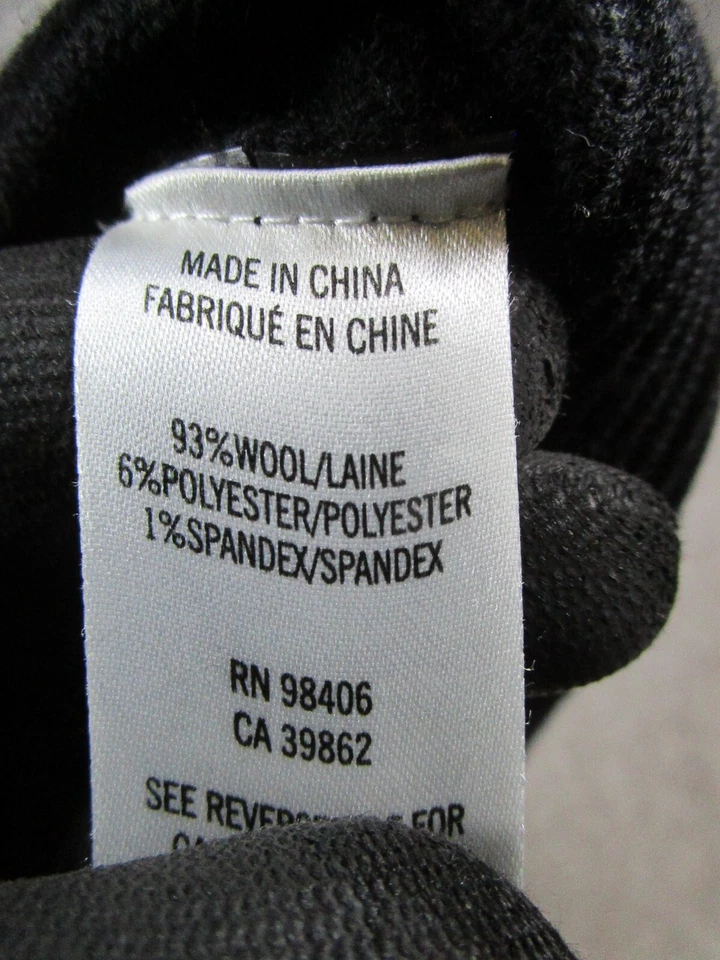 MADE IN CHINA
FABRIQUÉ EN CHINE
93%WOOL/LAINE
6%POLYESTER/POLYESTER
1%SPANDEX/SPANDEX
RN 98406
CA 39862
SEE FOR